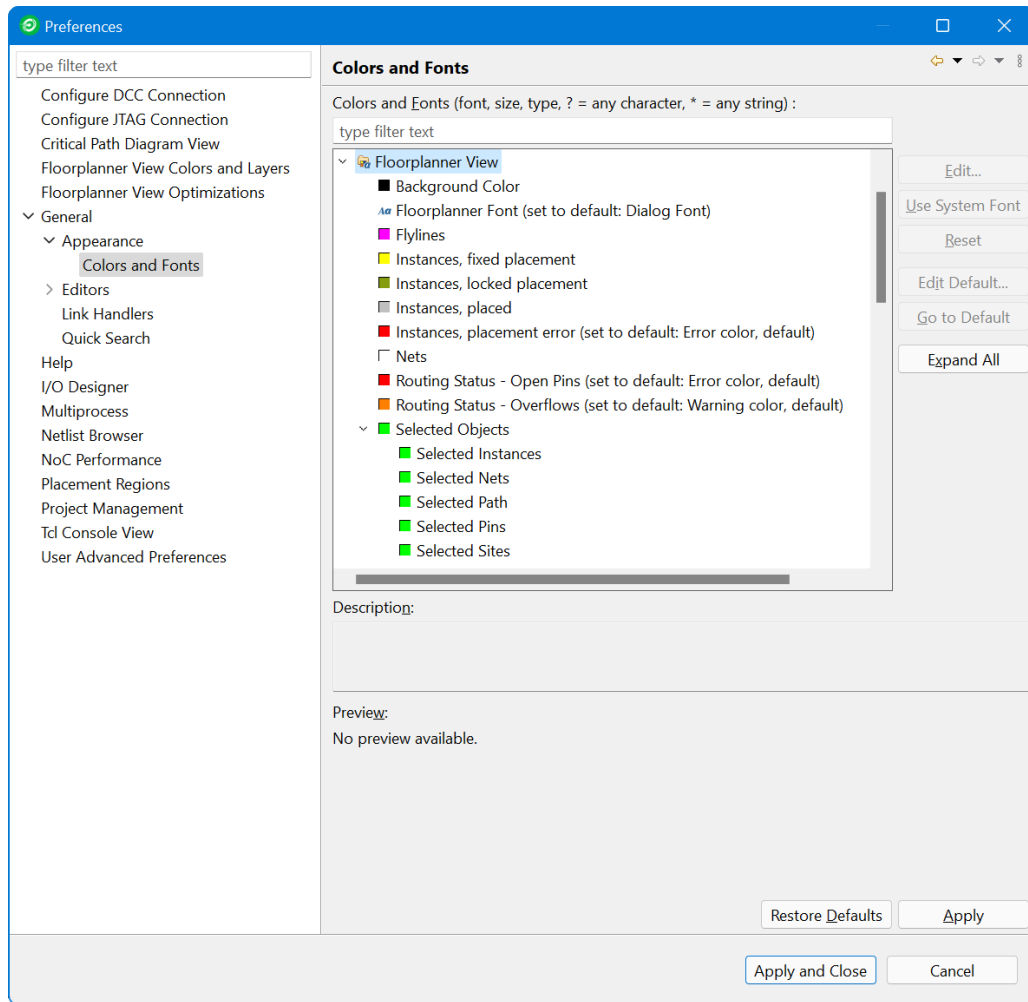 Preferences
type filter text
Configure DCC Connection
Configure JTAG Connection
Critical Path Diagram View
Floorplanner View Colors and Layers
Floorplanner View Optimizations
General
Appearance
Colors and Fonts
Editors
Link Handlers
Quick Search
Help
I/O Designer
Multiprocess
Netlist Browser
NoC Performance
Placement Regions
Project Management
Tcl Console View
User Advanced Preferences
Colors and Fonts
Colors and Fonts (font, size, type, ? = any character, * = any string) :
type filter text
Floorplanner View
Background Color
Aa Floorplanner Font (set to default: Dialog Font)
Flylines
Instances, fixed placement
Instances, locked placement
Instances, placed
Instances, placement error (set to default: Error color, default)
Nets
Routing Status - Open Pins (set to default: Error color, default)
Routing Status - Overflows (set to default: Warning color, default)
Selected Objects
Selected Instances
Selected Nets
Selected Path
Selected Pins
Selected Sites
Edit...
Use System Font
Reset
Edit Default...
Go to Default
Expand All
Description:
Preview:
No preview available.
Restore Defaults
Apply
Apply and Close
Cancel